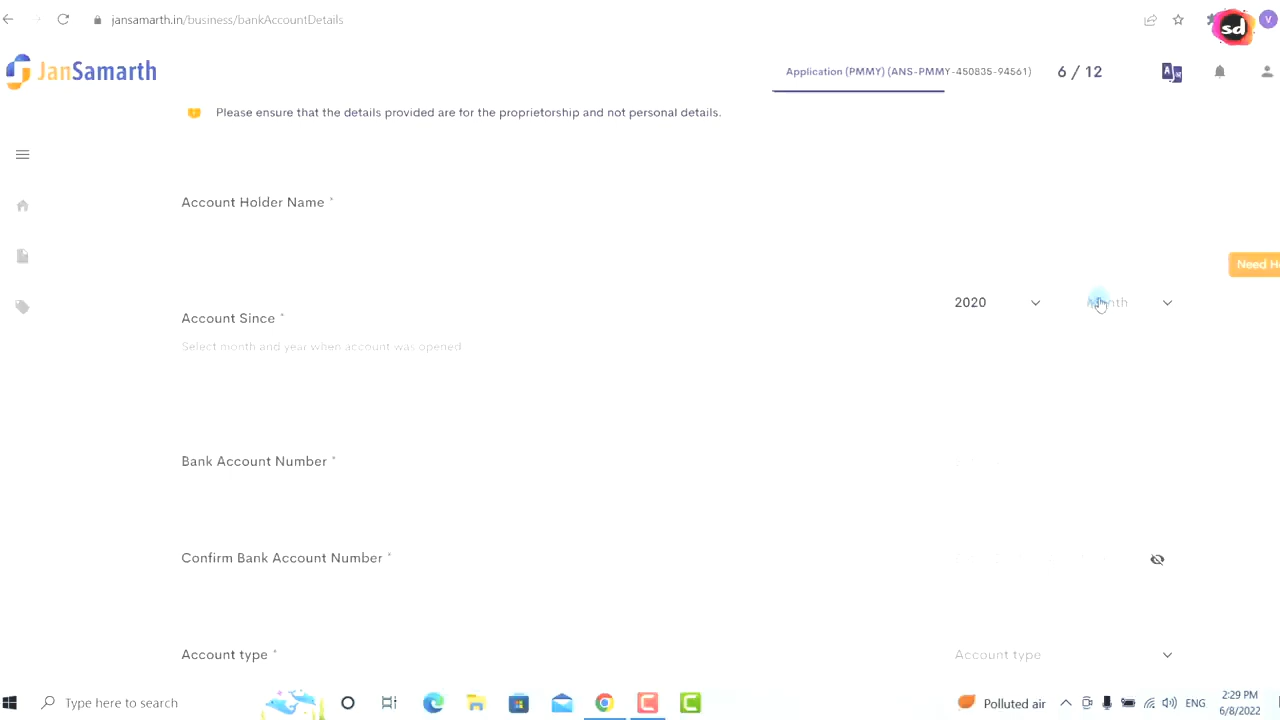 jansamarth.in/business/bankAccountDetails
sd
V
JanSamarth
Application (PMMY) (ANS-PMMY-450835-94561)
6 / 12
Please ensure that the details provided are for the proprietorship and not personal details.
Account Holder Name *
Need H
2020
Month
Account Since *
Select month and year when account was opened
Bank Account Number *
Confirm Bank Account Number *
Account type *
Account type
Type here to search
Polluted air
ENG
2:29 PM
6/8/2022